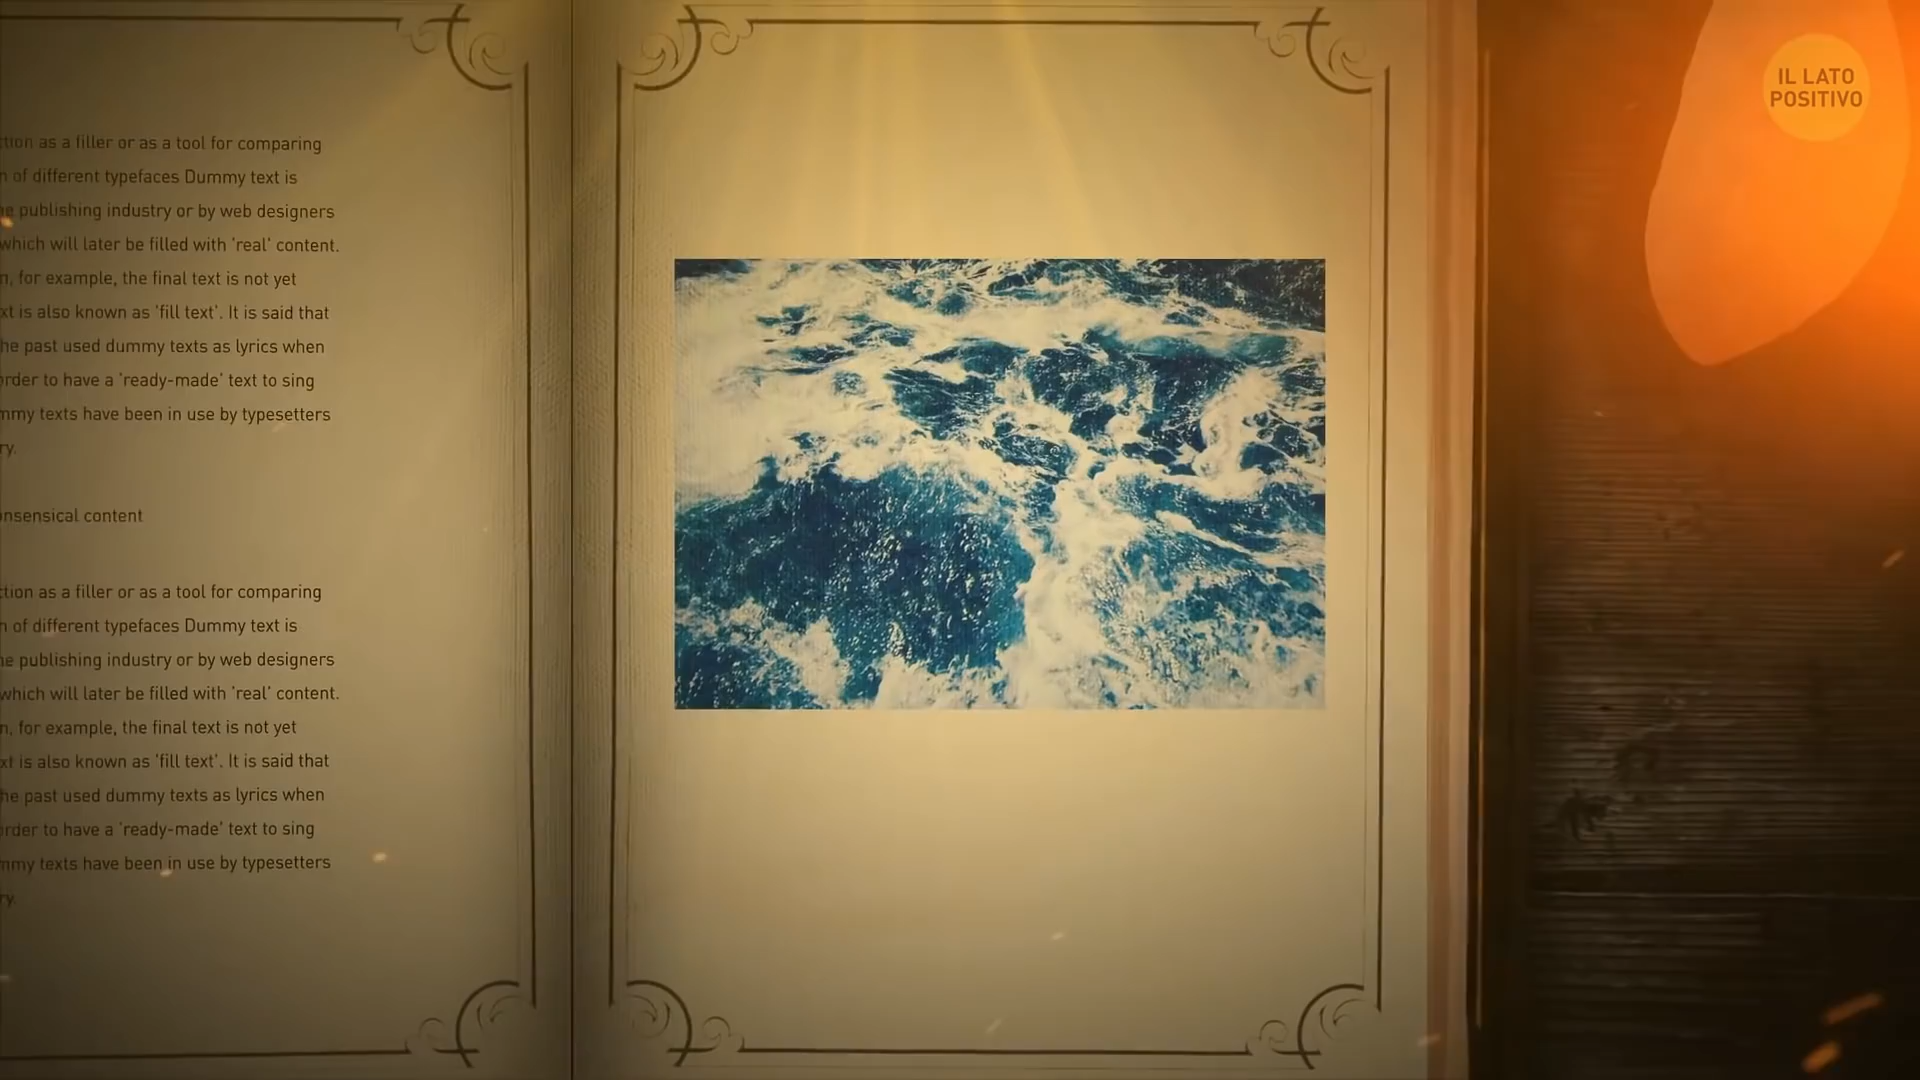 tion as a filler or as a tool for comparing
n of different typefaces Dummy text is
he publishing industry or by web designers
which will later be filled with 'real' content.
n, for example, the final text is not yet
xt is also known as 'fill text'. It is said that
he past used dummy texts as lyrics when
order to have a 'ready-made' text to sing
mmy texts have been in use by typesetters
ry.
onsensical content
tion as a filler or as a tool for comparing
n of different typefaces Dummy text is
he publishing industry or by web designers
which will later be filled with 'real' content.
n, for example, the final text is not yet
xt is also known as 'fill text'. It is said that
he past used dummy texts as lyrics when
order to have a 'ready-made' text to sing
mmy texts have been in use by typesetters
ry.
IL LATO
POSITIVO